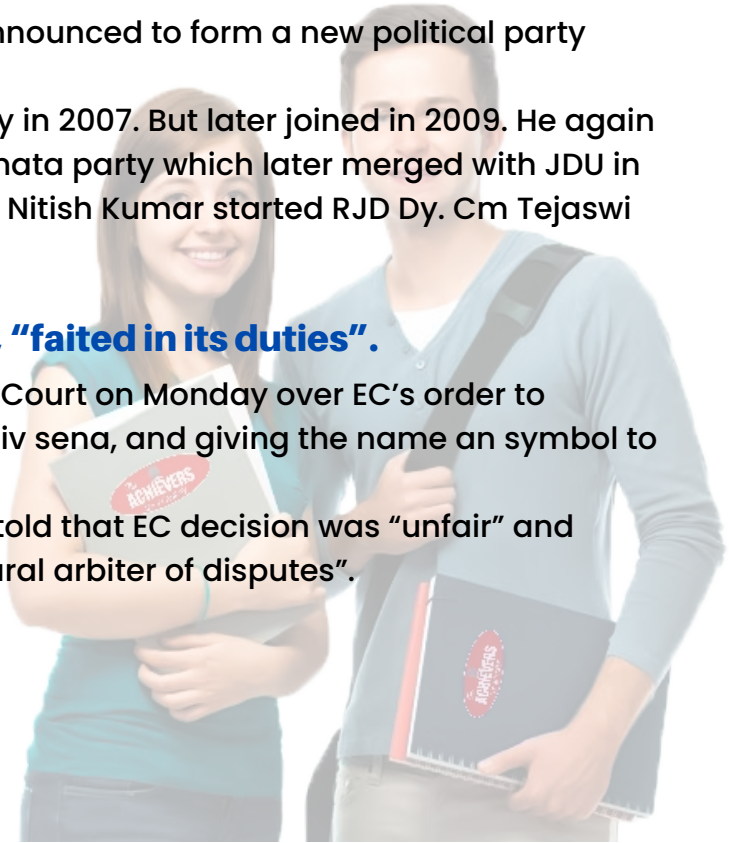 nnounced to form a new political party
y in 2007. But later joined in 2009. He again
nata party which later merged with JDU in
Nitish Kumar started RJD Dy. Cm Tejaswi
, “faited in its duties”.
Court on Monday over EC’s order to
iv sena, and giving the name an symbol to
told that EC decision was “unfair” and
ural arbiter of disputes”.
ACHIEVERS
ACHIEVERS